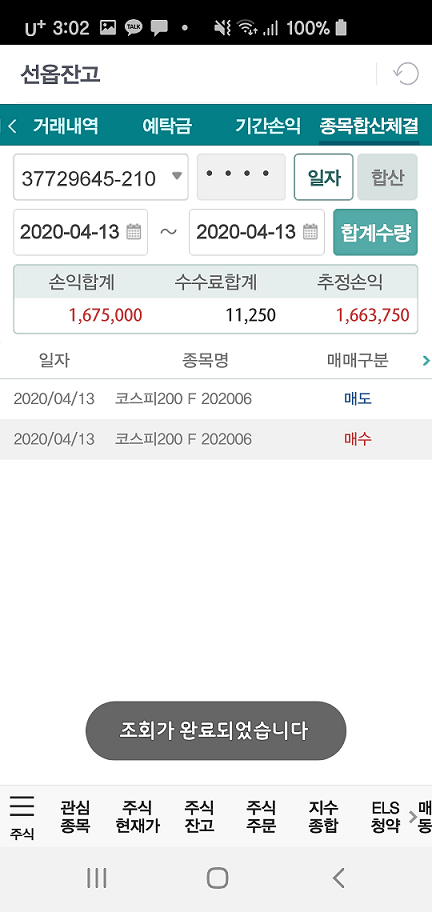 U+ 3:02 TALK 100%
선옵잔고
거래내역 예탁금 기간손익 종목합산체결
37729645-210 일자 합산
2020-04-13 ~ 2020-04-13 합계수량
손익합계 수수료합계 추정손익
1,675,000 11,250 1,663,750
일자 종목명 매매구분
2020/04/13 코스피200 F 202006 매도
2020/04/13 코스피200 F 202006 매수
조회가 완료되었습니다
관심 주식 주식 주식 지수 ELS 매
주식 종목 현재가 잔고 주문 종합 청약 동